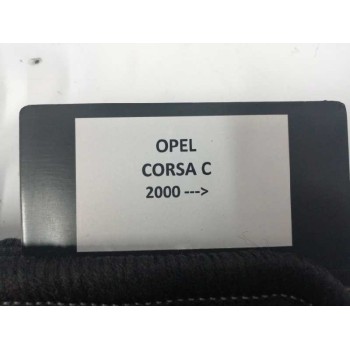 OPEL
CORSA C
2000 --->